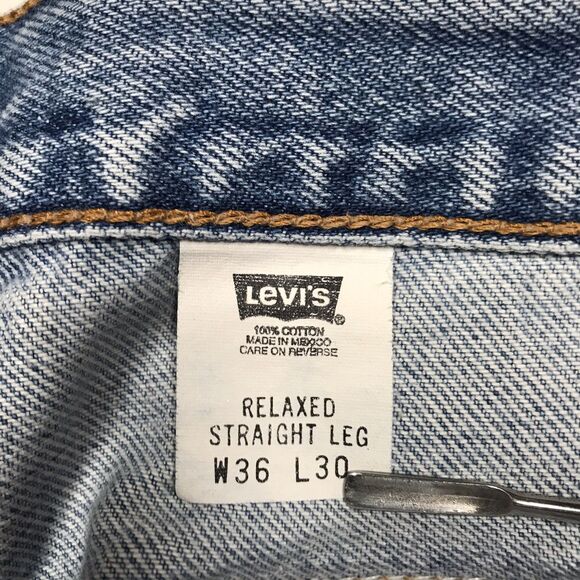 Levi's
®
100% COTTON
MADE IN MEXICO
CARE ON REVERSE
RELAXED
STRAIGHT LEG
W36 L30